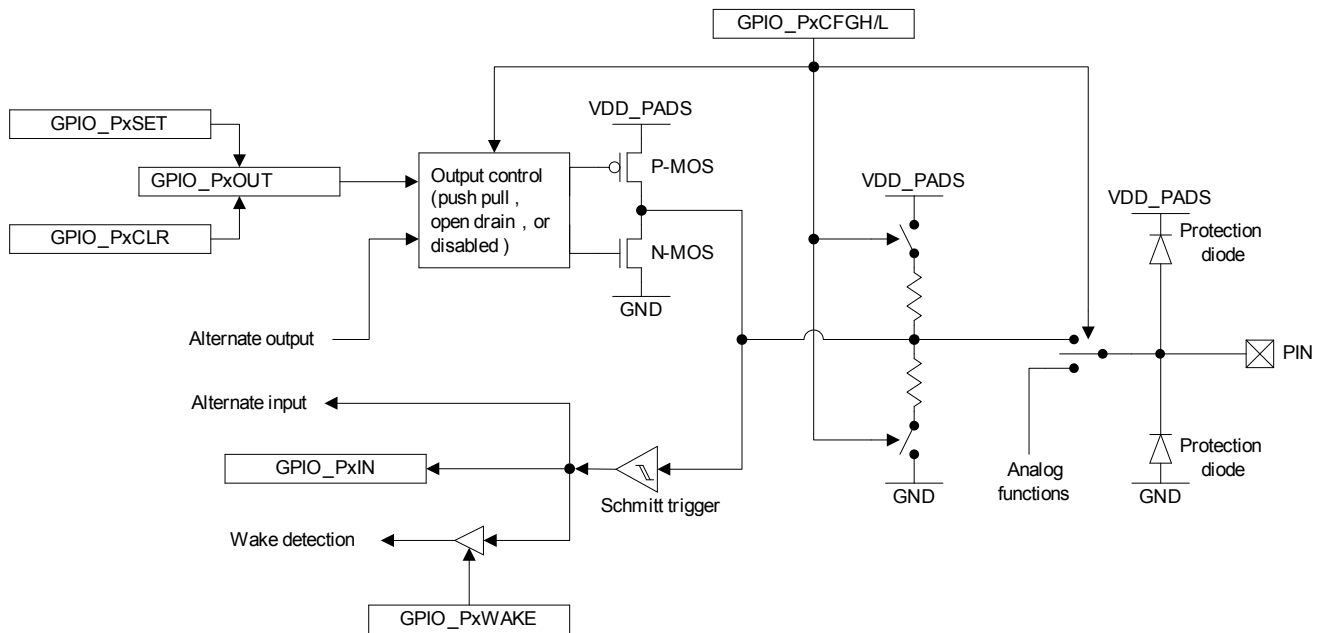 GPIO_PxCFGH/L
GPIO_PxSET
VDD_PADS
GPIO_PxOUT
Output control
(push pull ,
open drain , or
disabled )
P-MOS
VDD_PADS
VDD_PADS
GPIO_PxCLR
N-MOS
Protection
diode
GND
Alternate output
PIN
Alternate input
GPIO_PxIN
Schmitt trigger
Analog
functions
Protection
diode
GND
GND
Wake detection
GPIO_PxWAKE